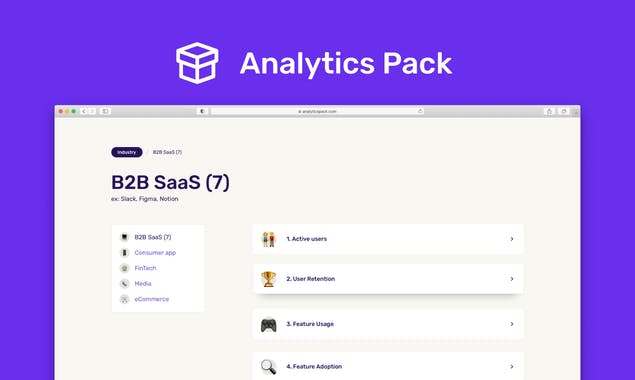 Analytics Pack
analyticspack.com
Industry
B2B SaaS (7)
B2B SaaS (7)
ex: Slack, Figma, Notion
B2B SaaS (7)
Consumer app
FinTech
Media
eCommerce
1. Active users
2. User Retention
3. Feature Usage
4. Feature Adoption